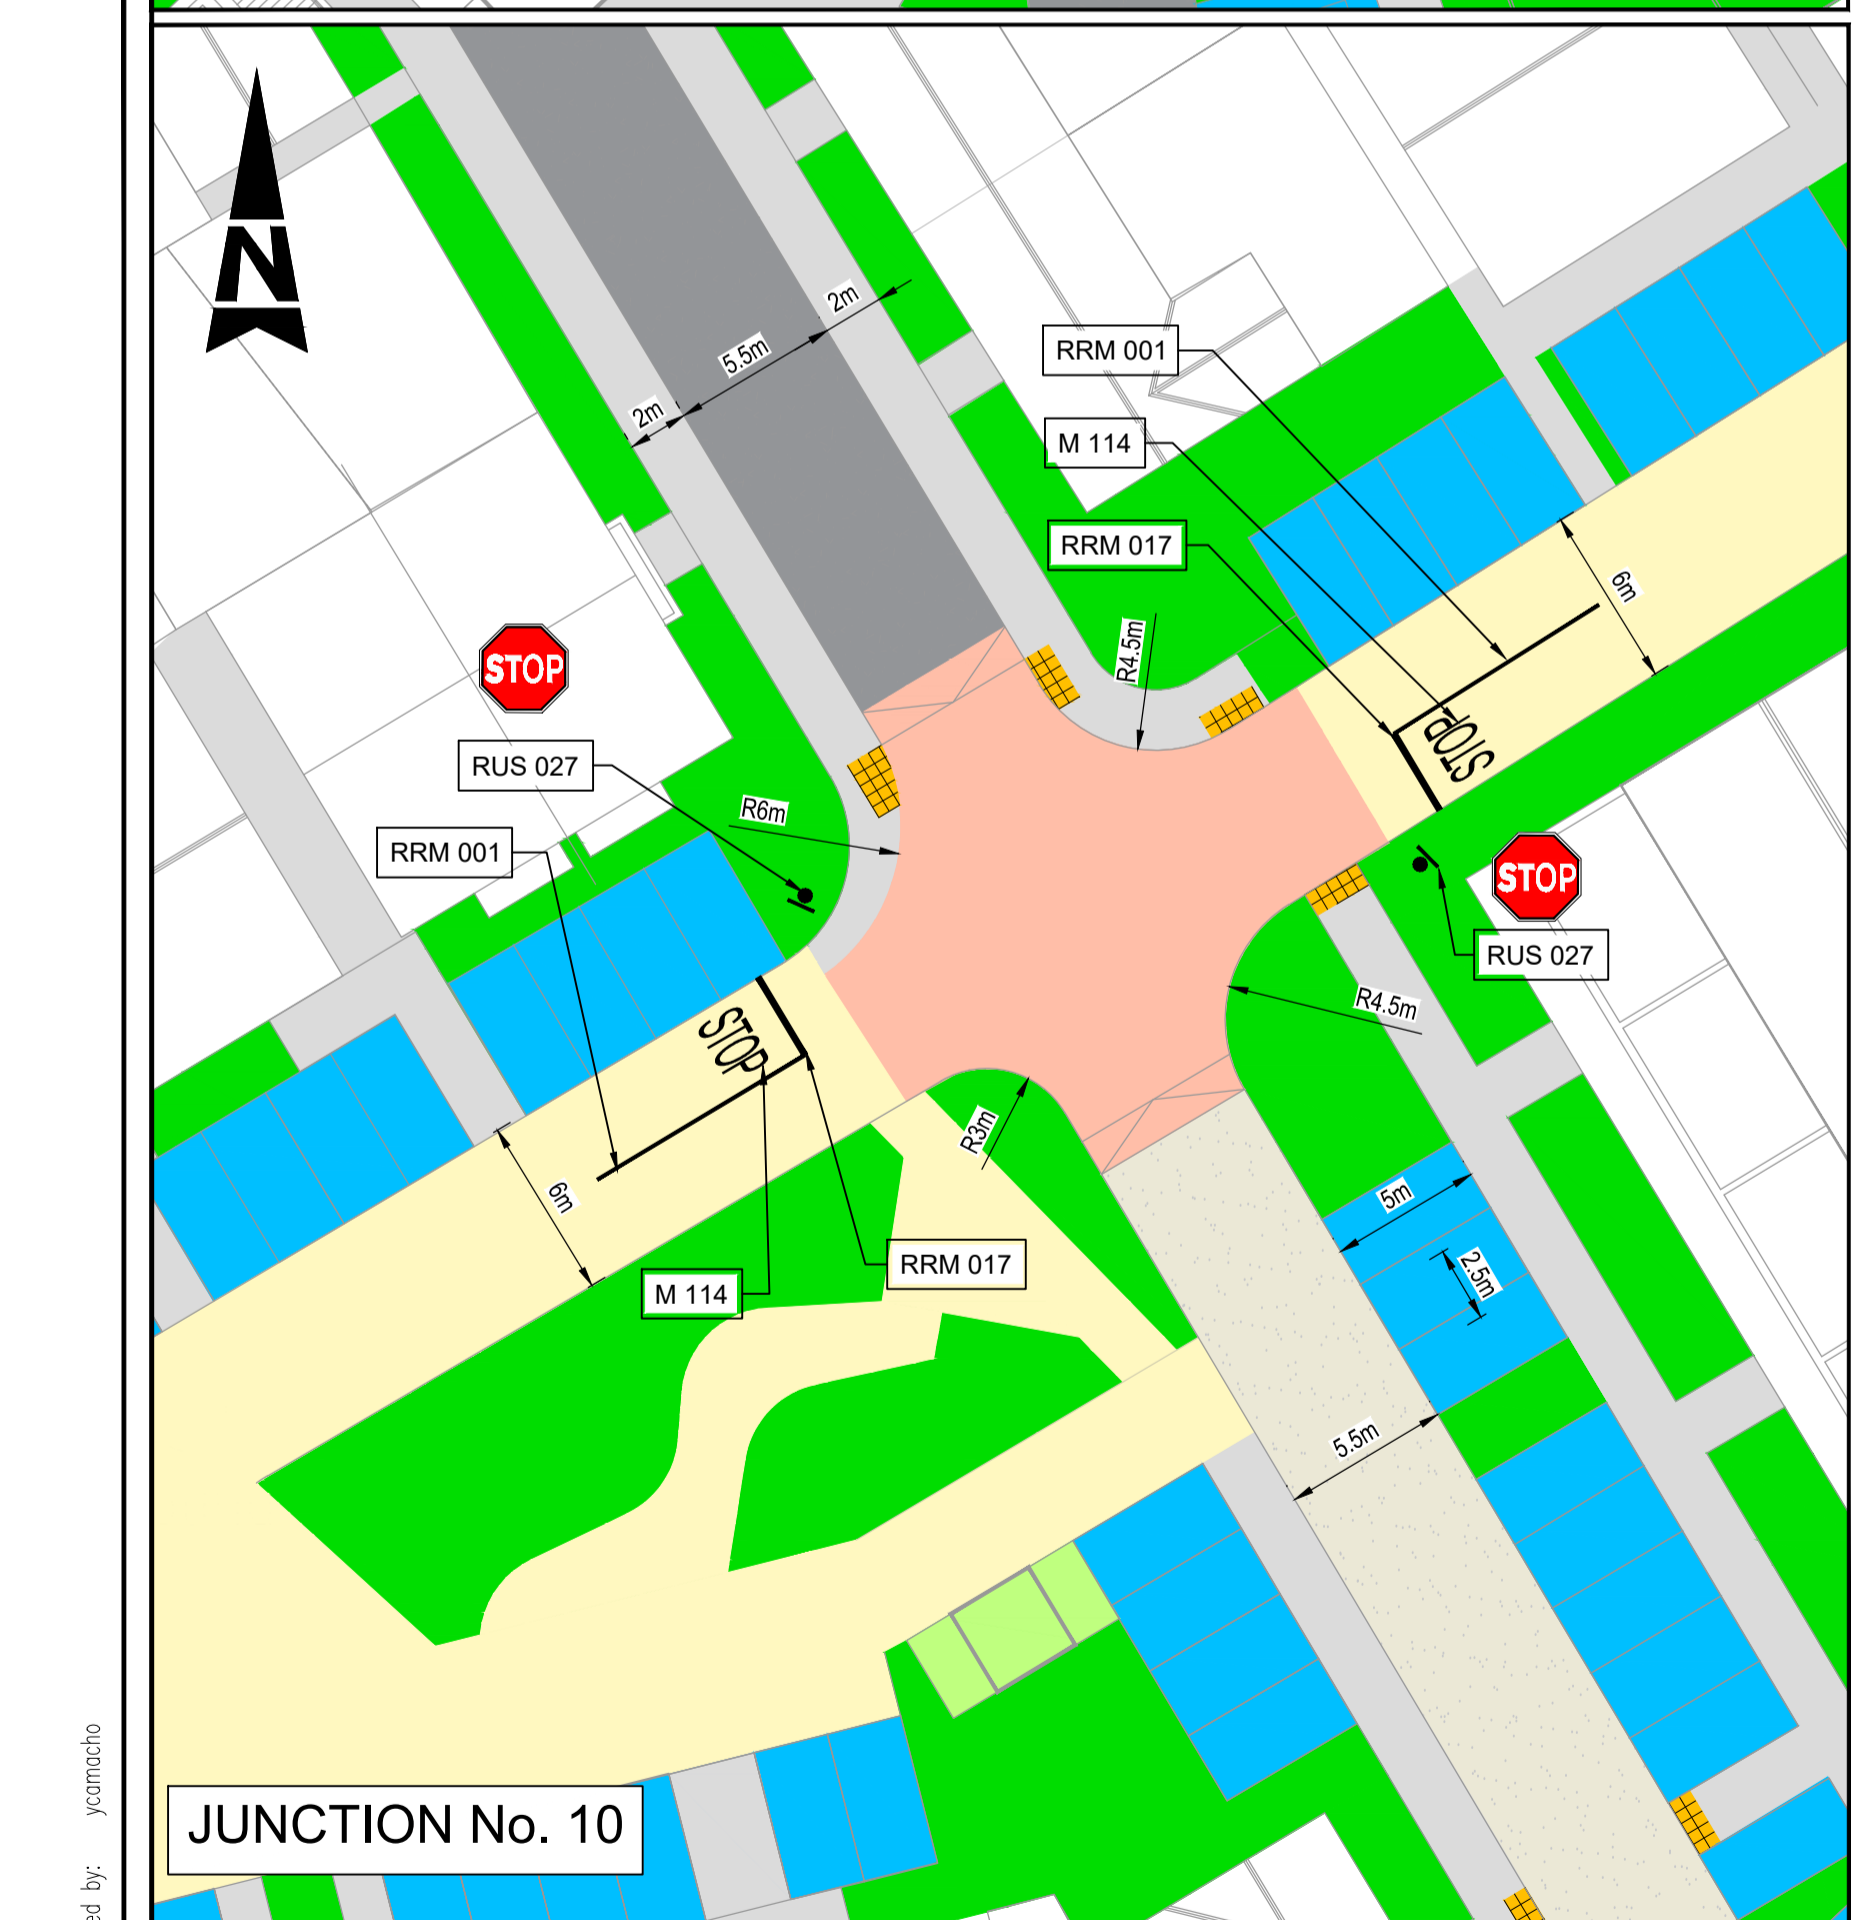 N
2m
5.5m
2m
RRM 001
M 114
RRM 017
6m
R4.5m
STOP
STOP
RUS 027
R6m
RRM 001
STOP
RUS 027
R4.5m
STOP
R3m
6m
5m
2.5m
RRM 017
M 114
5.5m
JUNCTION No. 10
ed by: ycamacho